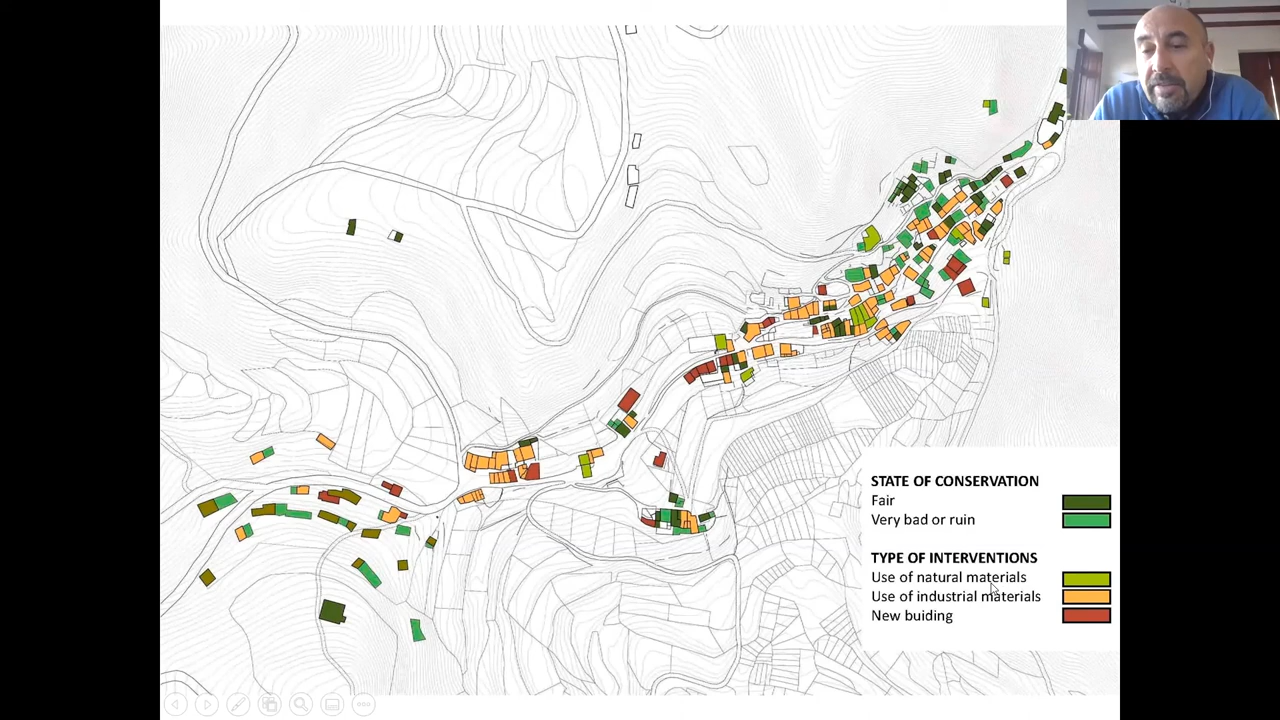 STATE OF CONSERVATION
Fair
Very bad or ruin
TYPE OF INTERVENTIONS
Use of natural materials
Use of industrial materials
New buiding